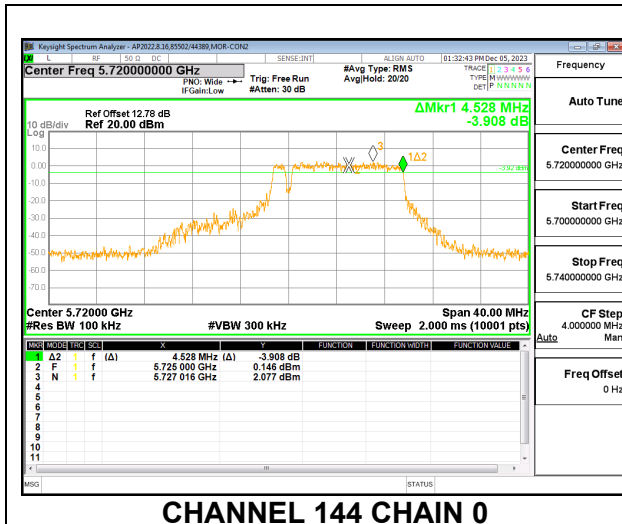 Keysight Spectrum Analyzer - AP2022.8.16,85502/44389,MOR-CON2
L RF 50 Ω DC SENSE:INT ALIGN AUTO 01:32:43 PM Dec 05, 2023
Center Freq 5.720000000 GHz #Avg Type: RMS TRACE 1 2 3 4 5 6
PNO: Wide Trig: Free Run Avg|Hold: 20/20 TYPE M WWWWW
IFGain:Low #Atten: 30 dB DET P N N N N N
Ref Offset 12.78 dB ΔMkr1 4.528 MHz
10 dB/div Ref 20.00 dBm -3.908 dB
Log
10.0
3
0.00
1Δ2
-3.92 dBm
-10.0
-20.0
-30.0
-40.0
-50.0
-60.0
-70.0
Center 5.72000 GHz Span 40.00 MHz
#Res BW 100 kHz #VBW 300 kHz Sweep 2.000 ms (10001 pts)
MKR MODE TRC SCL X Y FUNCTION FUNCTION WIDTH FUNCTION VALUE
1 Δ2 1 f (Δ) 4.528 MHz (Δ) -3.908 dB
2 F 1 f 5.725 000 GHz 0.146 dBm
3 N 1 f 5.727 016 GHz 2.077 dBm
4
5
6
7
8
9
10
11
MSG STATUS
Frequency
Auto Tune
Center Freq
5.720000000 GHz
Start Freq
5.700000000 GHz
Stop Freq
5.740000000 GHz
CF Step
4.000000 MHz
Auto Man
Freq Offset
0 Hz
CHANNEL 144 CHAIN 0